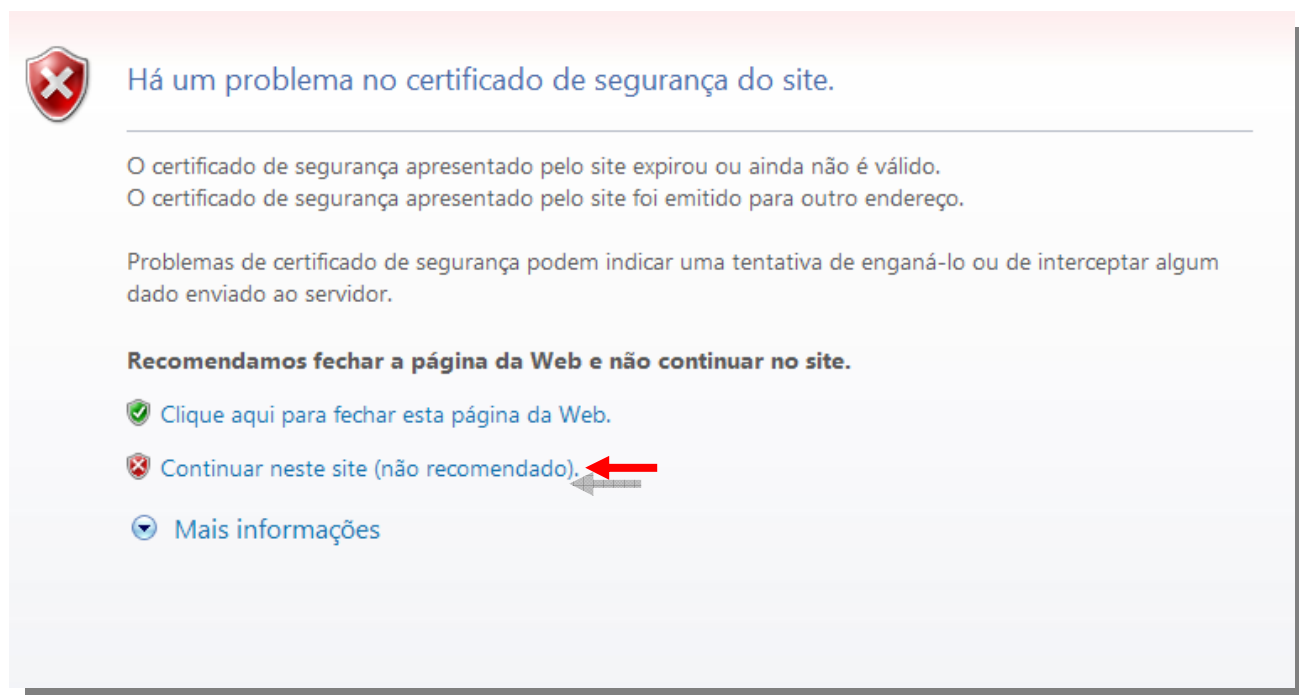 Há um problema no certificado de segurança do site.
O certificado de segurança apresentado pelo site expirou ou ainda não é válido.
O certificado de segurança apresentado pelo site foi emitido para outro endereço.
Problemas de certificado de segurança podem indicar uma tentativa de enganá-lo ou de interceptar algum
dado enviado ao servidor.
Recomendamos fechar a página da Web e não continuar no site.
Clique aqui para fechar esta página da Web.
Continuar neste site (não recomendado).
Mais informações